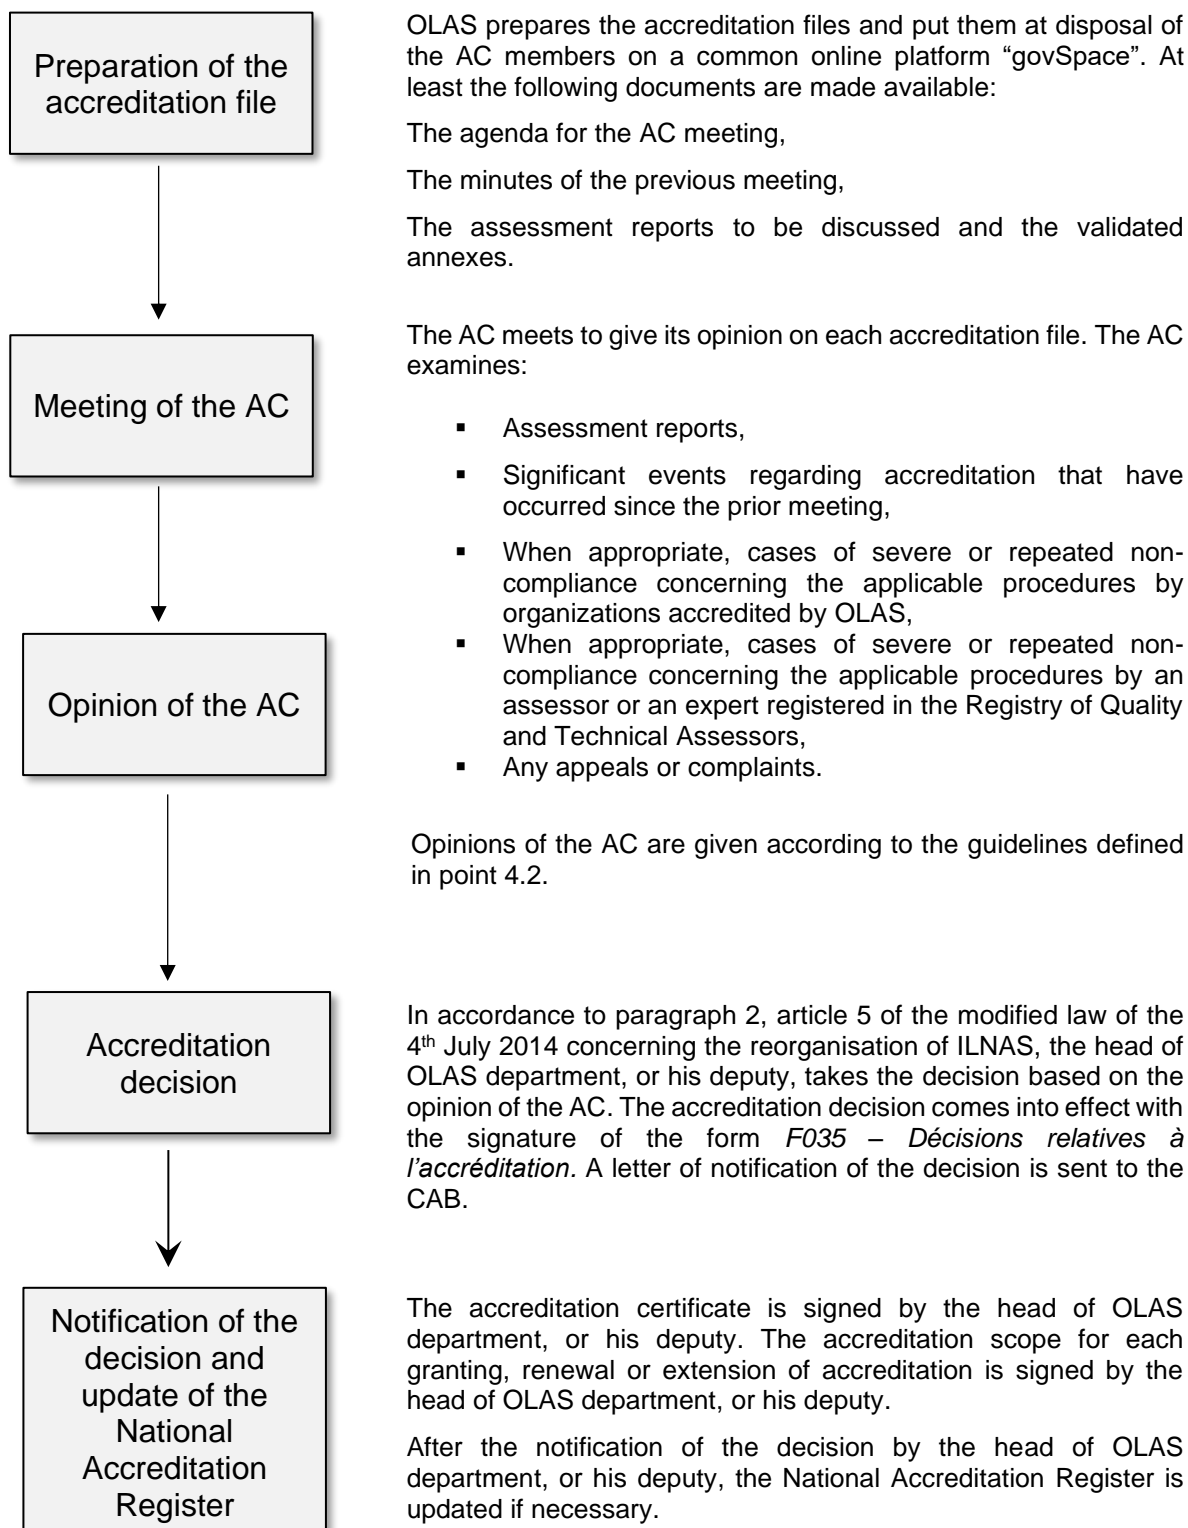 Preparation of the
accreditation file
OLAS prepares the accreditation files and put them at disposal of
the AC members on a common online platform “govSpace”. At
least the following documents are made available:
The agenda for the AC meeting,
The minutes of the previous meeting,
The assessment reports to be discussed and the validated
annexes.
Meeting of the AC
The AC meets to give its opinion on each accreditation file. The AC
examines:
▪ Assessment reports,
▪ Significant events regarding accreditation that have
occurred since the prior meeting,
▪ When appropriate, cases of severe or repeated non-
compliance concerning the applicable procedures by
organizations accredited by OLAS,
▪ When appropriate, cases of severe or repeated non-
compliance concerning the applicable procedures by an
assessor or an expert registered in the Registry of Quality
and Technical Assessors,
▪ Any appeals or complaints.
Opinion of the AC
Opinions of the AC are given according to the guidelines defined
in point 4.2.
Accreditation
decision
In accordance to paragraph 2, article 5 of the modified law of the
4th July 2014 concerning the reorganisation of ILNAS, the head of
OLAS department, or his deputy, takes the decision based on the
opinion of the AC. The accreditation decision comes into effect with
the signature of the form F035 – Décisions relatives à
l’accréditation. A letter of notification of the decision is sent to the
CAB.
Notification of the
decision and
update of the
National
Accreditation
Register
The accreditation certificate is signed by the head of OLAS
department, or his deputy. The accreditation scope for each
granting, renewal or extension of accreditation is signed by the
head of OLAS department, or his deputy.
After the notification of the decision by the head of OLAS
department, or his deputy, the National Accreditation Register is
updated if necessary.